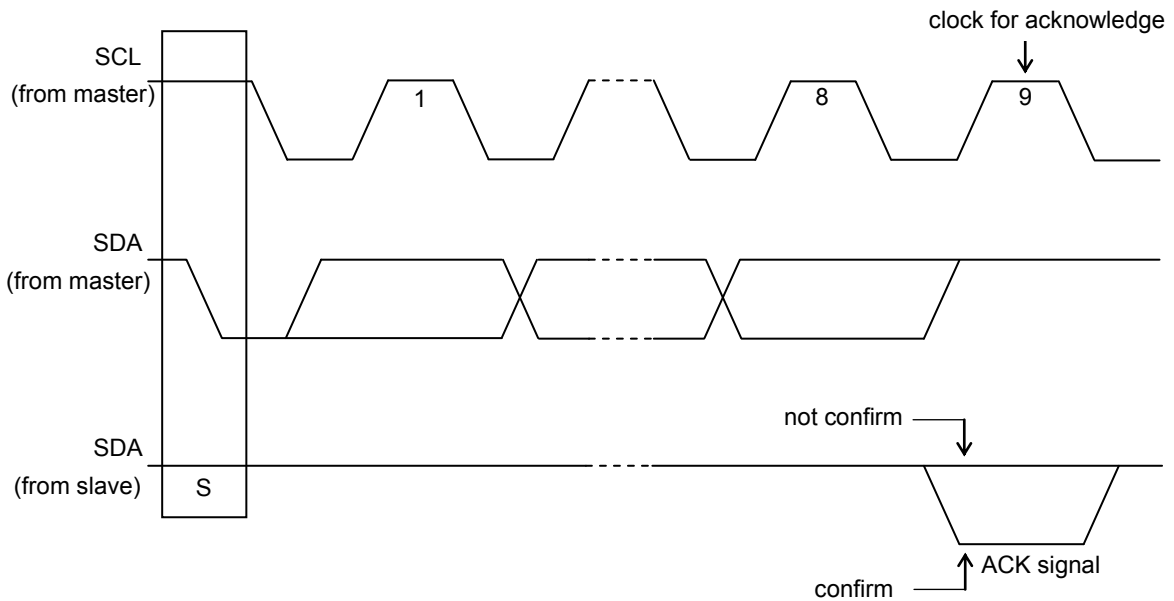 clock for acknowledge
SCL
(from master)
1
8
9
SDA
(from master)
not confirm
SDA
(from slave)
S
ACK signal
confirm